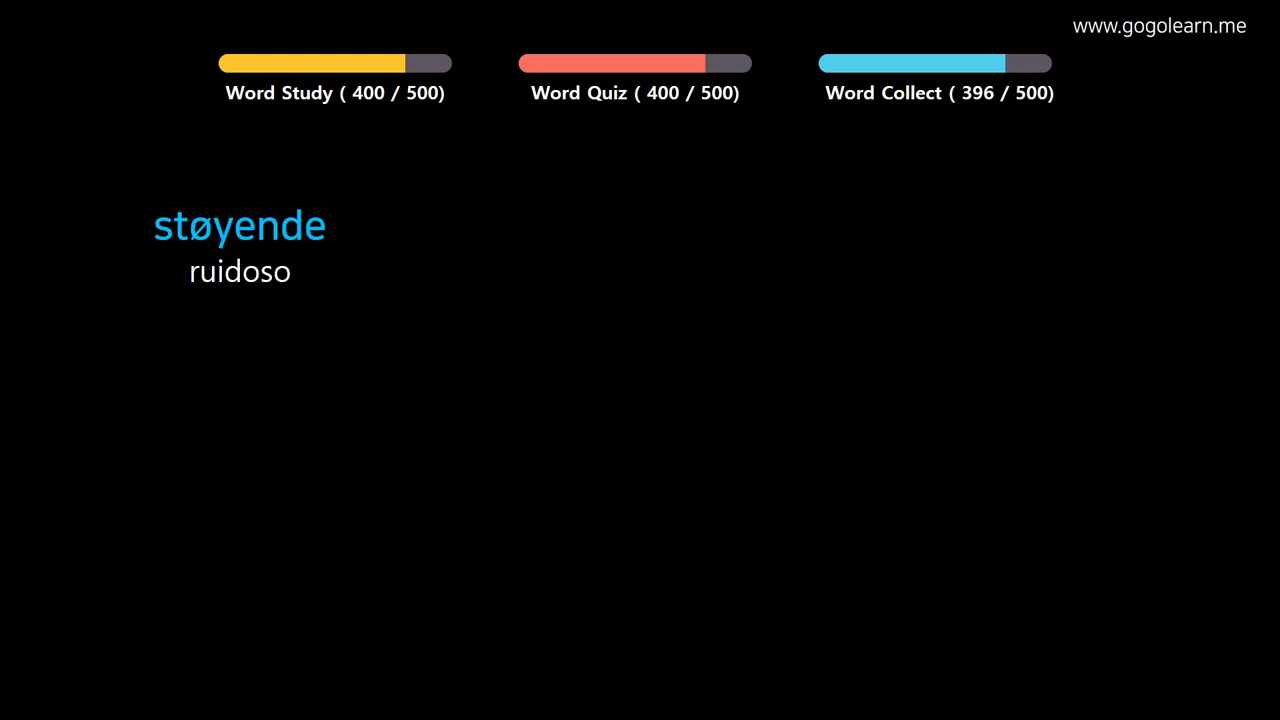 www.gogolearn.me
Word Study ( 400 / 500)
Word Quiz ( 400 / 500)
Word Collect ( 396 / 500)
støyende
ruidoso